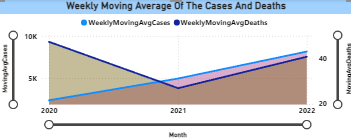 Weekly Moving Average Of The Cases And Deaths
WeeklyMovingAvgCases WeeklyMovingAvgDeaths
MovingAvgCases
10K
5K
40
20
MovingAvgDeaths
2020 2021 2022
Month